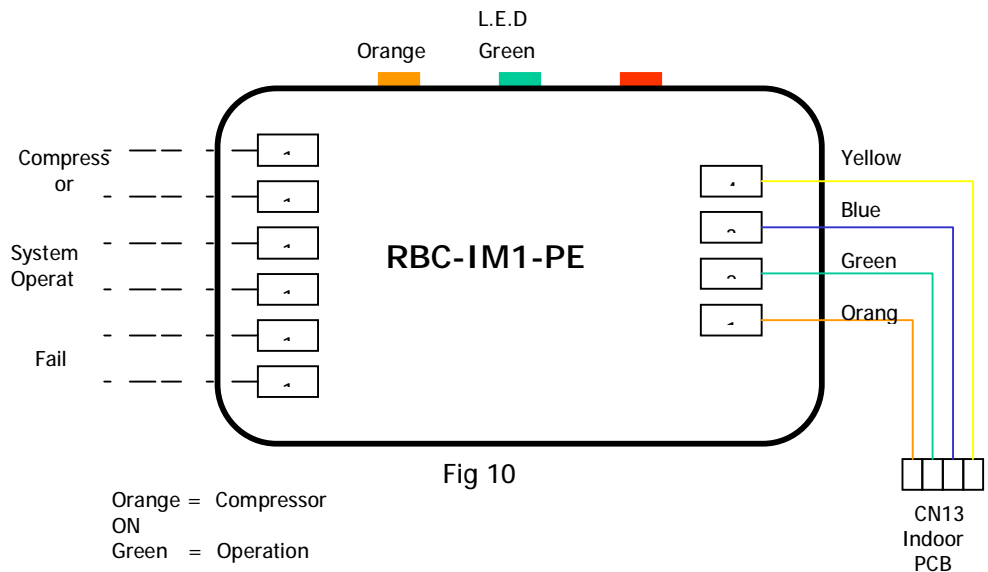 L.E.D
Orange Green
Compress
or
System
Operat
Fail
RBC-IM1-PE
Yellow
Blue
Green
Orang
Fig 10
Orange = Compressor
ON
Green = Operation
CN13
Indoor
PCB